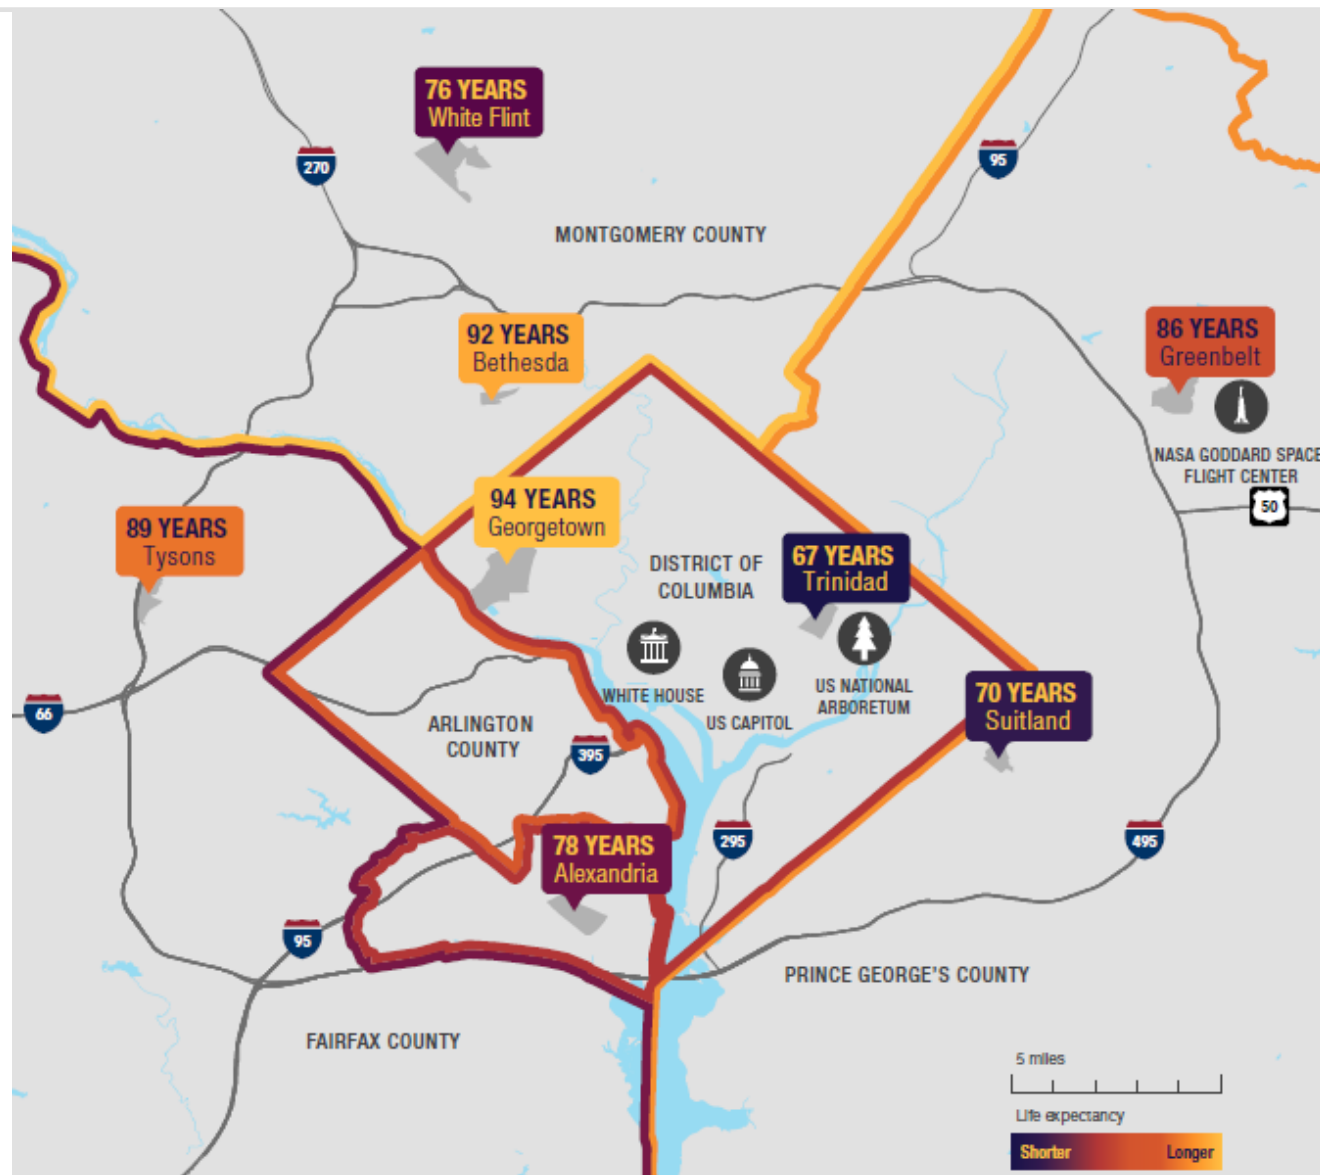 76 YEARS
White Flint
270
95
MONTGOMERY COUNTY
92 YEARS
Bethesda
86 YEARS
Greenbelt
NASA GODDARD SPACE
FLIGHT CENTER
50
94 YEARS
Georgetown
89 YEARS
Tysons
DISTRICT OF
COLUMBIA
67 YEARS
Trinidad
WHITE HOUSE
US CAPITOL
US NATIONAL
ARBORETUM
70 YEARS
Suitland
66
ARLINGTON
COUNTY
395
295
495
78 YEARS
Alexandria
95
PRINCE GEORGE'S COUNTY
FAIRFAX COUNTY
5 miles
Life expectancy
Shorter
Longer